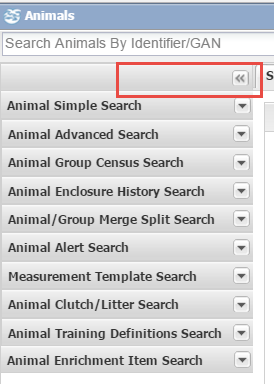 Animals
Search Animals By Identifier/GAN
S
Animal Simple Search
Animal Advanced Search
Animal Group Census Search
Animal Enclosure History Search
Animal/Group Merge Split Search
Animal Alert Search
Measurement Template Search
Animal Clutch/Litter Search
Animal Training Definitions Search
Animal Enrichment Item Search